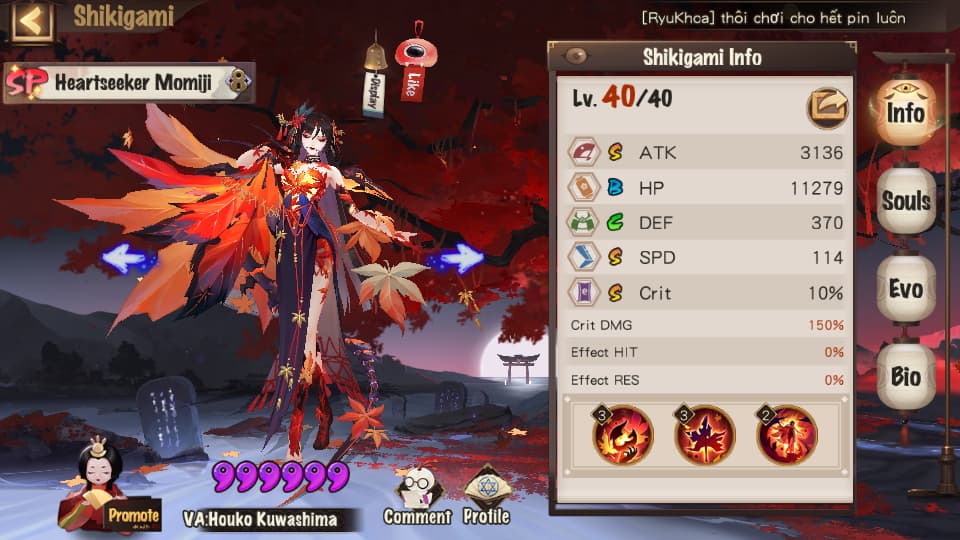 Shikigami
[RyuKhoa] thôi chơi cho hết pin luôn
SP Heartseeker Momiji
Display
Like
Shikigami Info
Lv. 40/40
S ATK 3136
B HP 11279
C DEF 370
S SPD 114
S Crit 10%
Crit DMG 150%
Effect HIT 0%
Effect RES 0%
3 3 2
Info
Souls
Evo
Bio
999999
Promote
VA:Houko Kuwashima
Comment
Profile